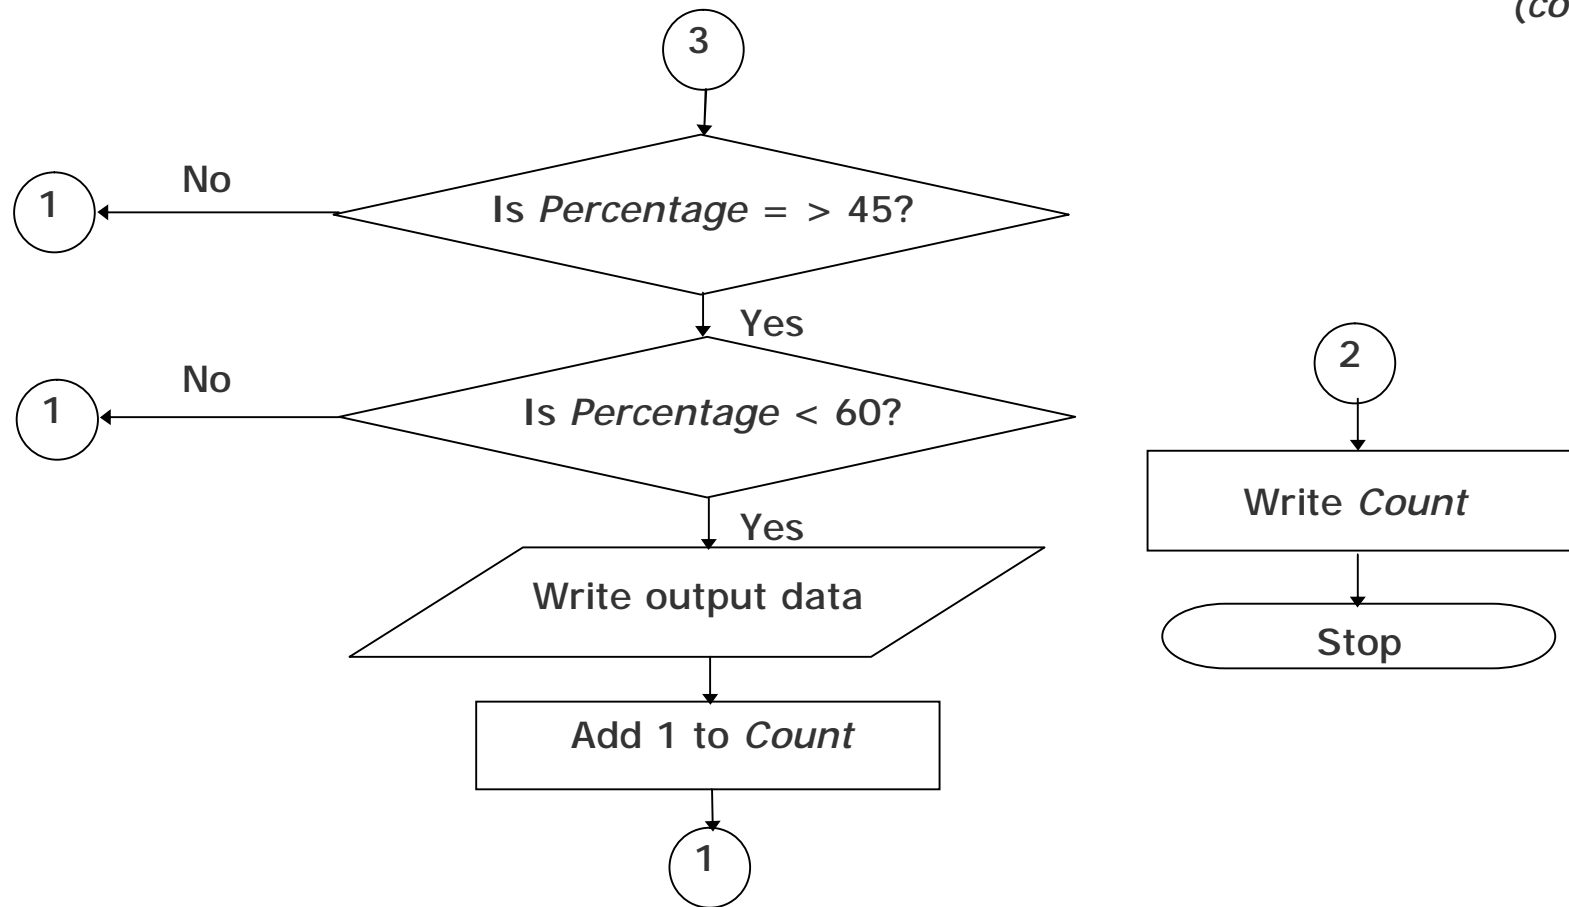 (co
3
No
1
Is Percentage = > 45?
Yes
No
1
Is Percentage < 60?
Yes
Write output data
Add 1 to Count
1
2
Write Count
Stop